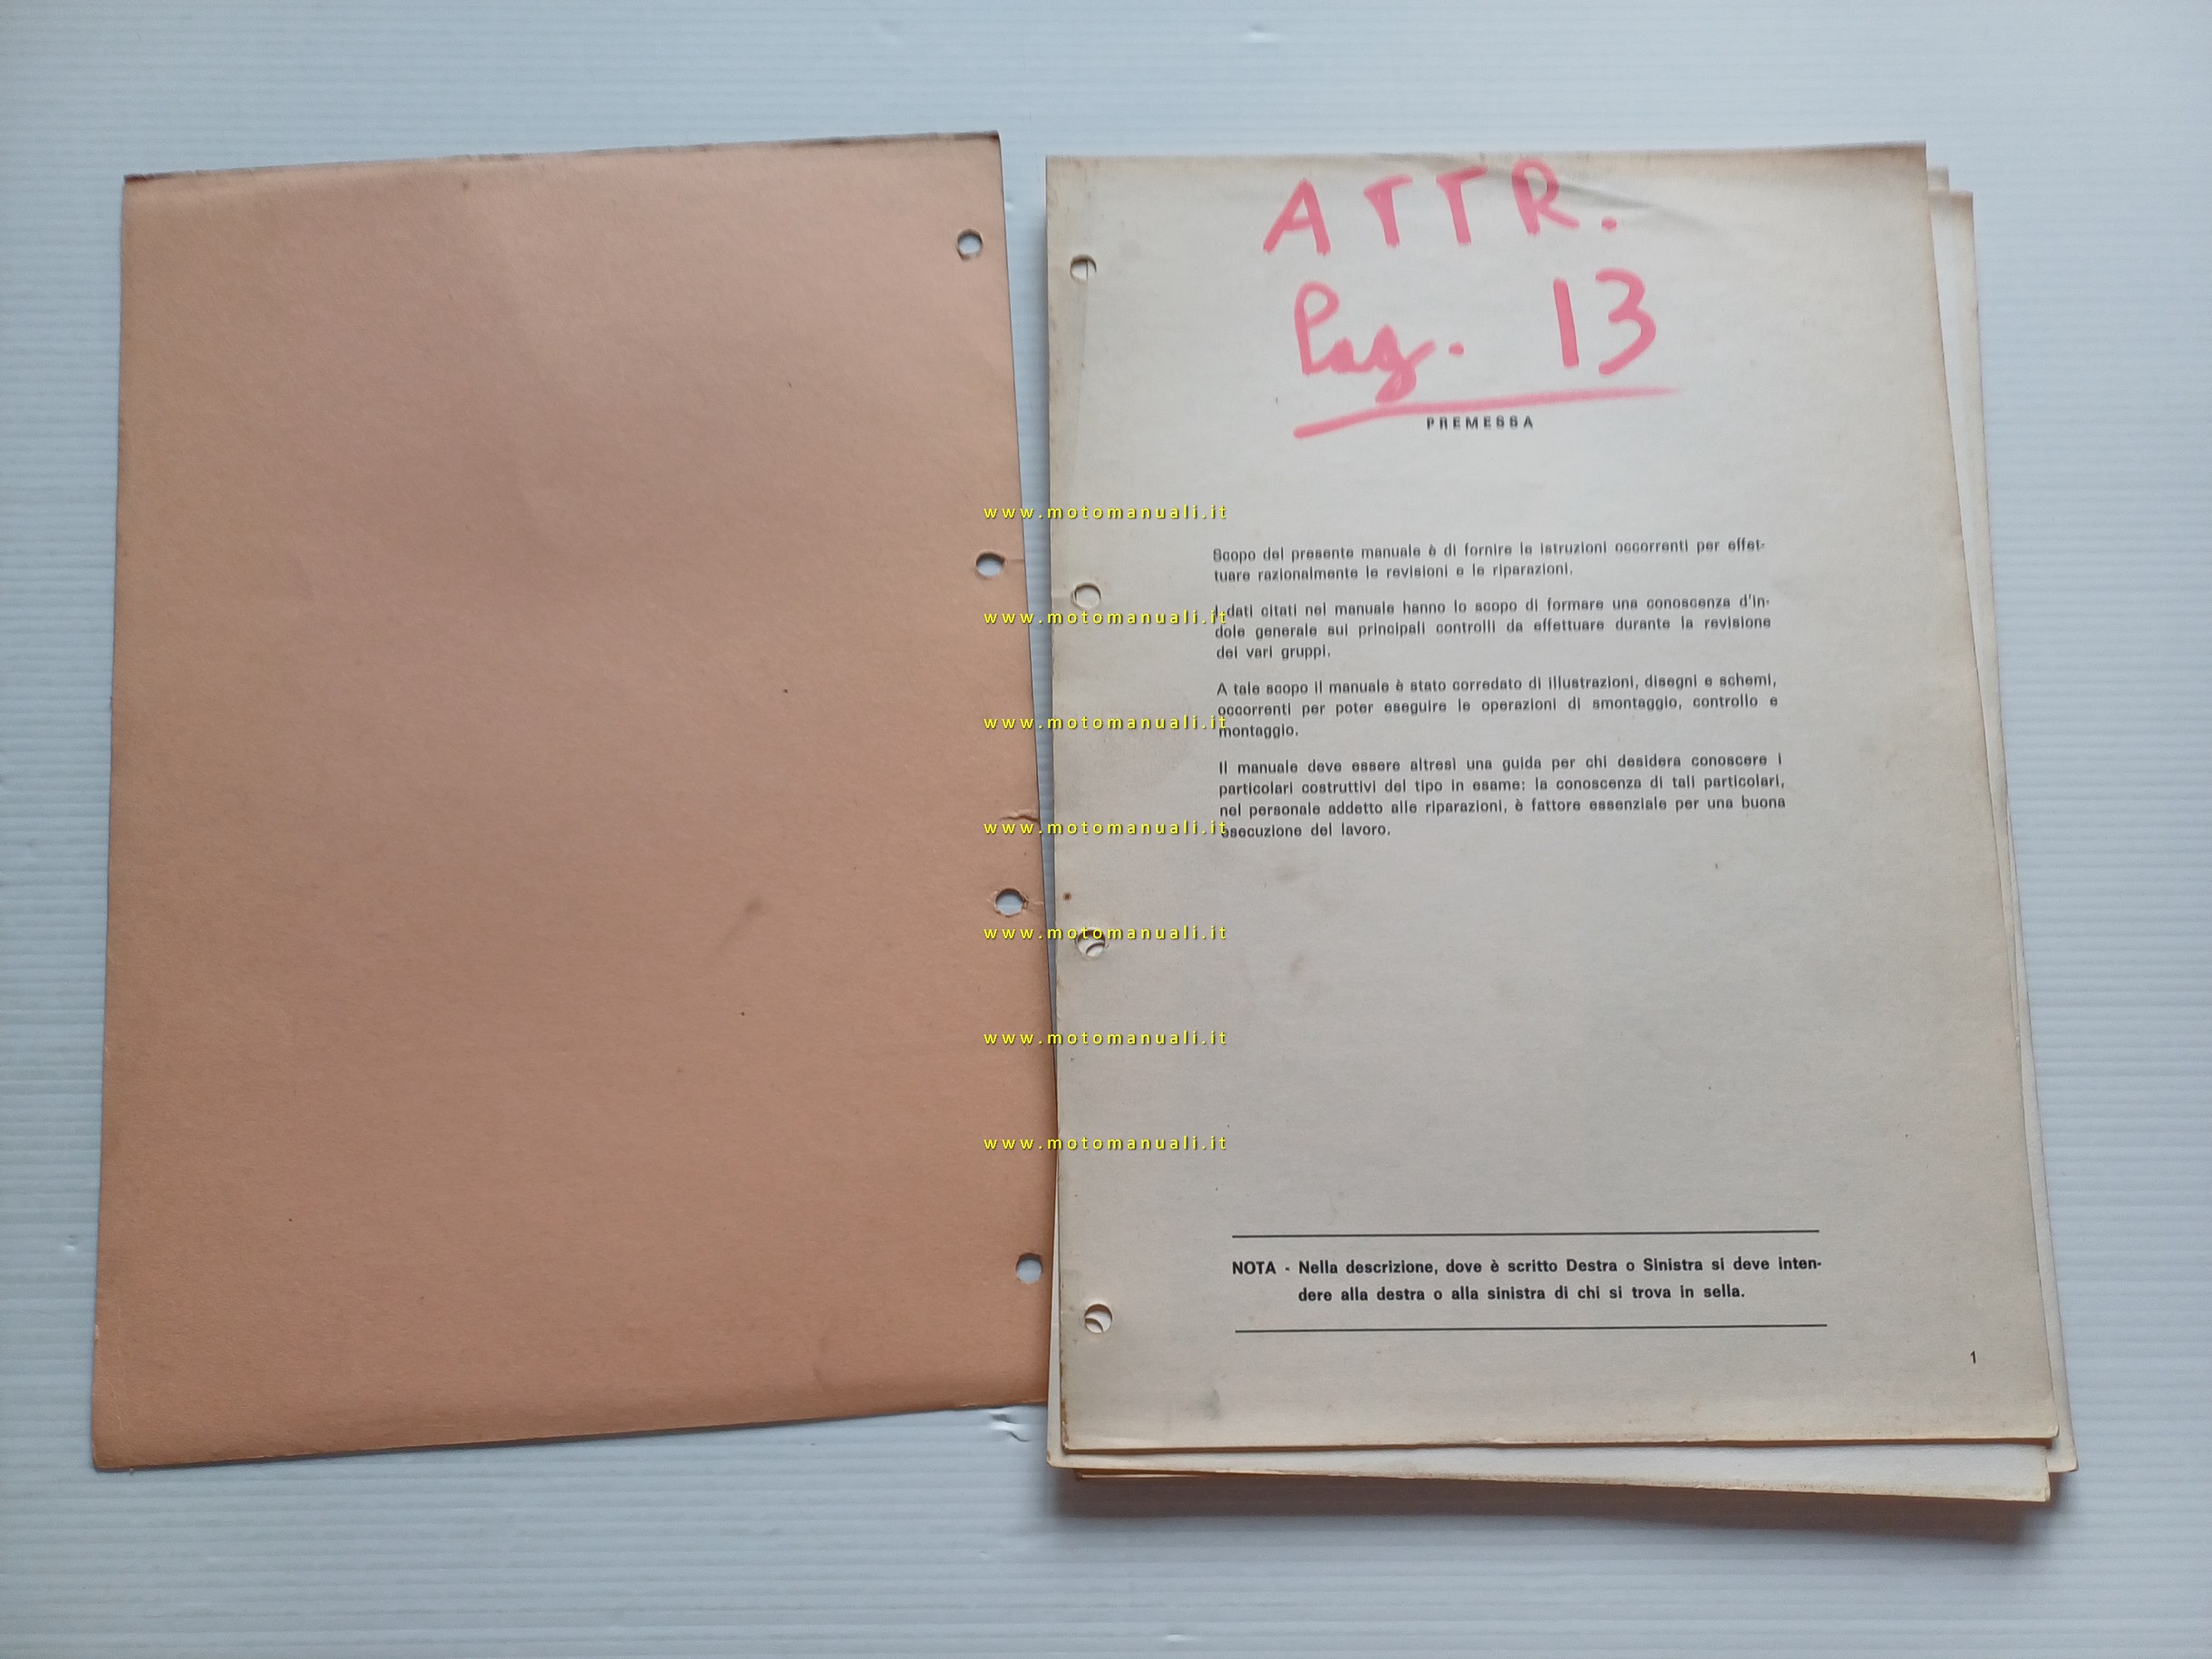 ATTR.
Pag. 13
PREMESSA
Scopo del presente manuale è di fornire le istruzioni occorrenti per effet-
tuare razionalmente le revisioni e le riparazioni.
I dati citati nel manuale hanno lo scopo di formare una conoscenza d'in-
dole generale sui principali controlli da effettuare durante la revisione
dei vari gruppi.
A tale scopo il manuale è stato corredato di illustrazioni, disegni e schemi,
occorrenti per poter eseguire le operazioni di smontaggio, controllo e
montaggio.
Il manuale deve essere altresì una guida per chi desidera conoscere i
particolari costruttivi del tipo in esame: la conoscenza di tali particolari,
nel personale addetto alle riparazioni, è fattore essenziale per una buona
esecuzione del lavoro.
NOTA - Nella descrizione, dove è scritto Destra o Sinistra si deve inten-
dere alla destra o alla sinistra di chi si trova in sella.
1
www.motomanuali.it
www.motomanuali.it
www.motomanuali.it
www.motomanuali.it
www.motomanuali.it
www.motomanuali.it
www.motomanuali.it